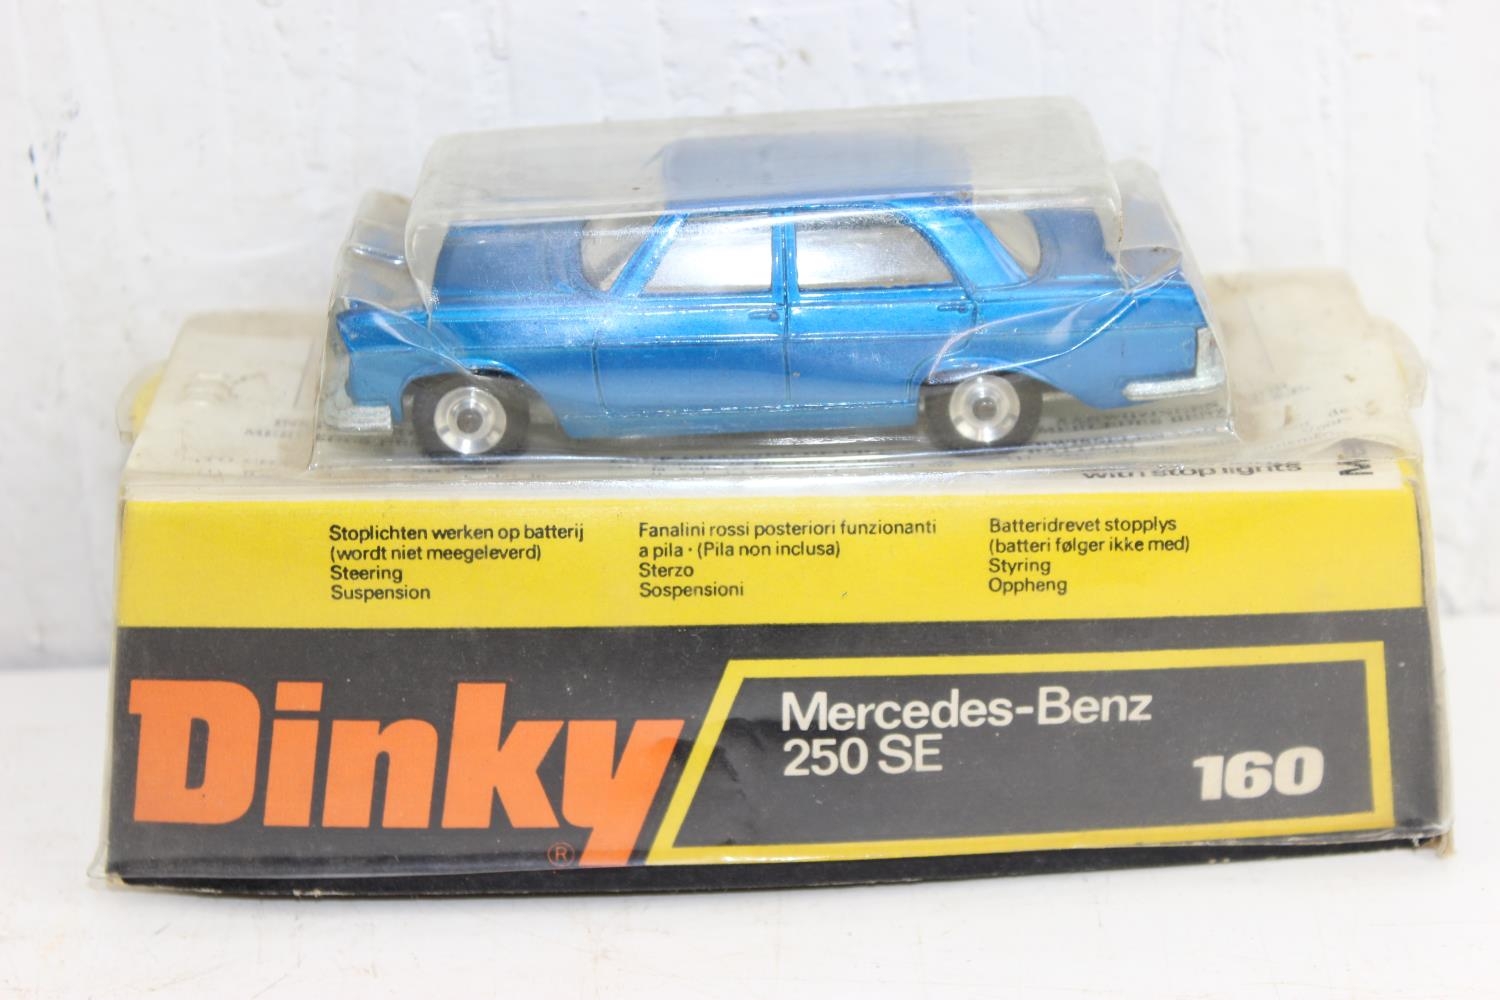 with stop lights
Stoplichten werken op batterij
(wordt niet meegeleverd)
Steering
Suspension
Fanalini rossi posteriori funzionanti
a pila · (Pila non inclusa)
Sterzo
Sospensioni
Batteridrevet stopplys
(batteri følger ikke med)
Styring
Oppheng
Dinky
®
Mercedes-Benz
250 SE
160